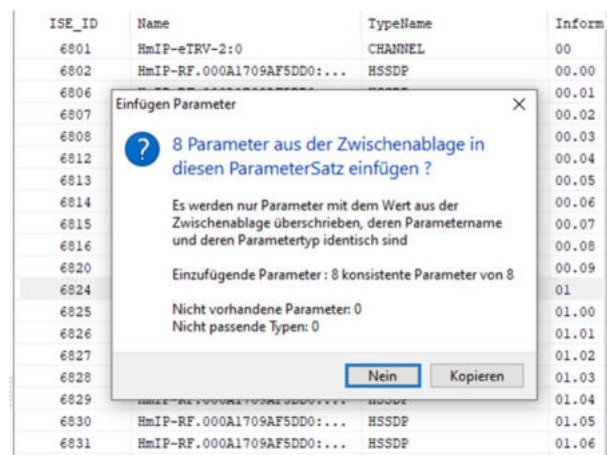 ISE_ID Name TypeName Inform
6801 HmIP-eTRV-2:0 CHANNEL 00
6802 HmIP-RF.000A1709AF5DD0:... HSSDP 00.00
6806 00.01
6807 00.02
6808 00.03
6812 00.04
6813 00.05
6814 00.06
6815 00.07
6816 00.08
6820 00.09
6824 01
6825 01.00
6826 01.01
6827 01.02
6828 01.03
6829 01.04
6830 HmIP-RF.000A1709AF5DD0:... HSSDP 01.05
6831 HmIP-RF.000A1709AF5DD0:... HSSDP 01.06
Einfügen Parameter
8 Parameter aus der Zwischenablage in
diesen ParameterSatz einfügen ?
Es werden nur Parameter mit dem Wert aus der
Zwischenablage überschrieben, deren Parametername
und deren Parametertyp identisch sind
Einzufügende Parameter : 8 konsistente Parameter von 8
Nicht vorhandene Parameter: 0
Nicht passende Typen: 0
Nein Kopieren